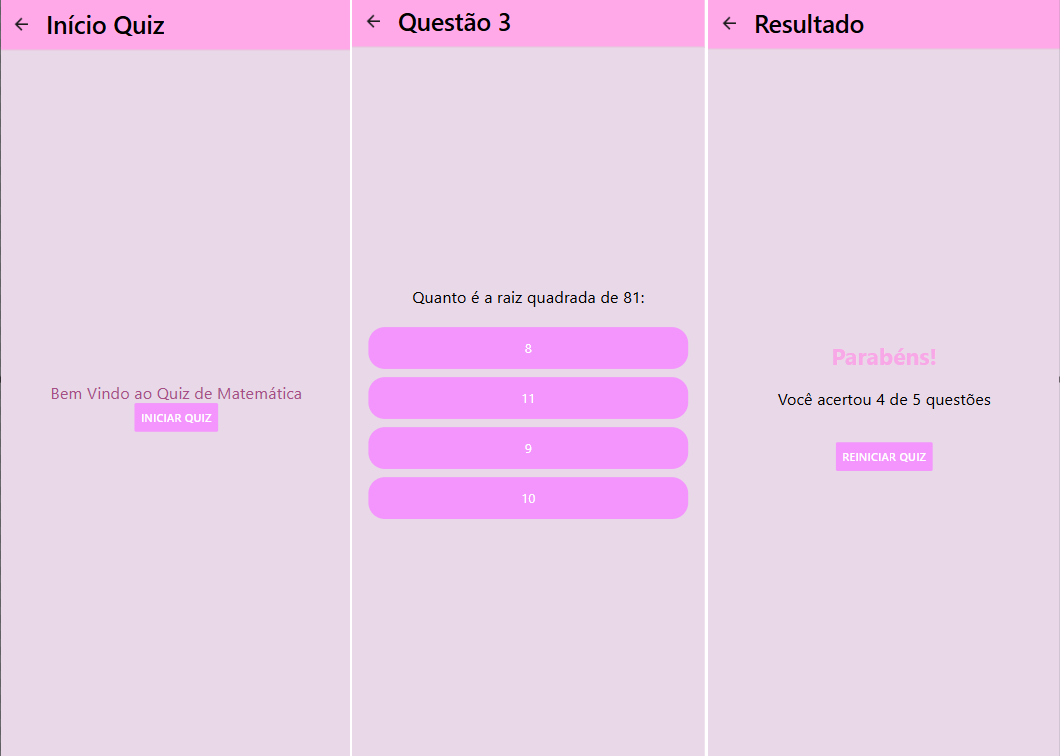 Início Quiz
Bem Vindo ao Quiz de Matemática
INICIAR QUIZ
Questão 3
Quanto é a raiz quadrada de 81:
8
11
9
10
Resultado
Parabéns!
Você acertou 4 de 5 questões
REINICIAR QUIZ